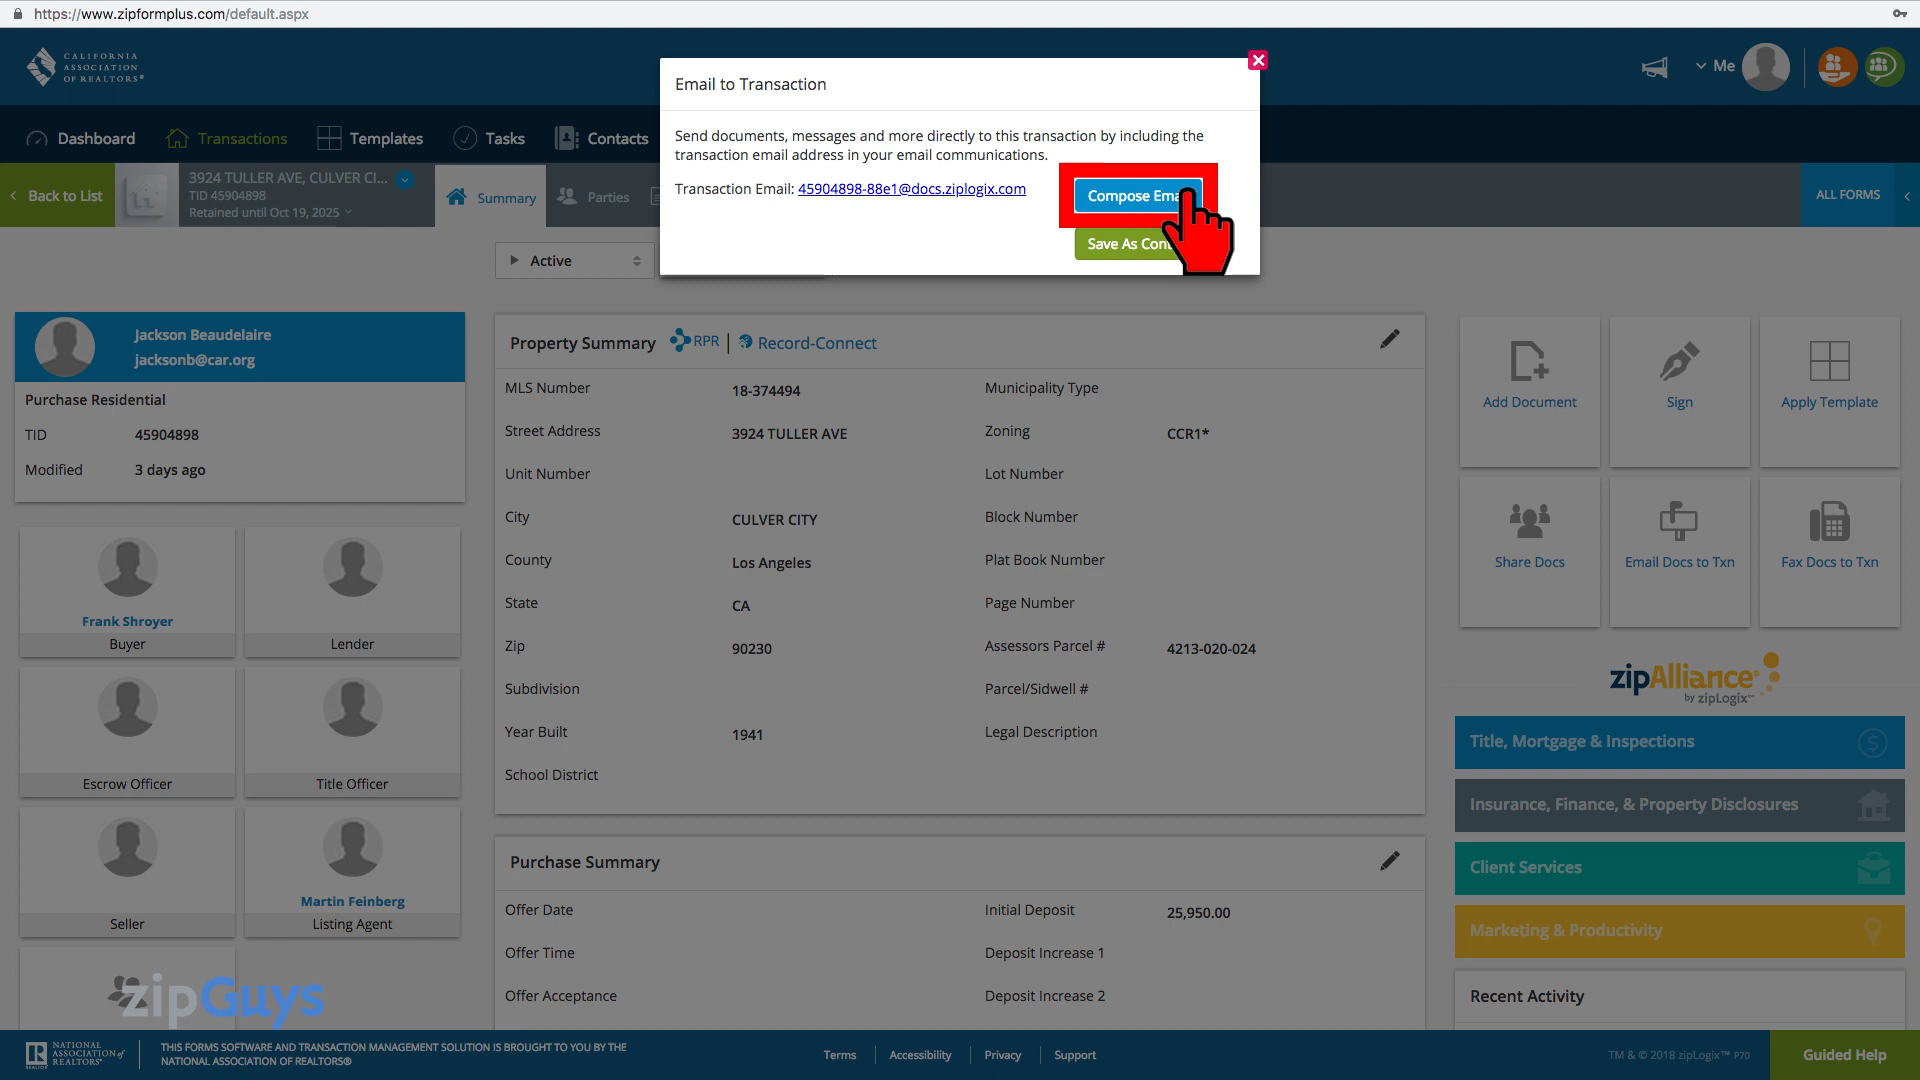 https://www.zipformplus.com/default.aspx
CALIFORNIA
ASSOCIATION
OF REALTORS®
Me
Dashboard
Transactions
Templates
Tasks
Contacts
Back to List
3924 TULLER AVE, CULVER CI...
TID 45904898
Retained until Oct 19, 2025
Summary
Parties
ALL FORMS
Email to Transaction
Send documents, messages and more directly to this transaction by including the
transaction email address in your email communications.
Transaction Email: 45904898-88e1@docs.ziplogix.com
Compose Ema
Save As Cont
Active
Jackson Beaudelaire
jacksonb@car.org
Purchase Residential
TID 45904898
Modified 3 days ago
Frank Shroyer
Buyer
Lender
Escrow Officer
Title Officer
Seller
Martin Feinberg
Listing Agent
zipGuys
Property Summary RPR | Record-Connect
MLS Number 18-374494
Street Address 3924 TULLER AVE
Unit Number
City CULVER CITY
County Los Angeles
State CA
Zip 90230
Subdivision
Year Built 1941
School District
Municipality Type
Zoning CCR1*
Lot Number
Block Number
Plat Book Number
Page Number
Assessors Parcel # 4213-020-024
Parcel/Sidwell #
Legal Description
Purchase Summary
Offer Date
Offer Time
Offer Acceptance
Initial Deposit 25,950.00
Deposit Increase 1
Deposit Increase 2
Add Document
Sign
Apply Template
Share Docs
Email Docs to Txn
Fax Docs to Txn
zipAlliance
by zipLogix™
Title, Mortgage & Inspections
Insurance, Finance, & Property Disclosures
Client Services
Marketing & Productivity
Recent Activity
NATIONAL
ASSOCIATION of
REALTORS®
THIS FORMS SOFTWARE AND TRANSACTION MANAGEMENT SOLUTION IS BROUGHT TO YOU BY THE
NATIONAL ASSOCIATION OF REALTORS®
Terms
Accessibility
Privacy
Support
TM & © 2018 zipLogix™ P70
Guided Help